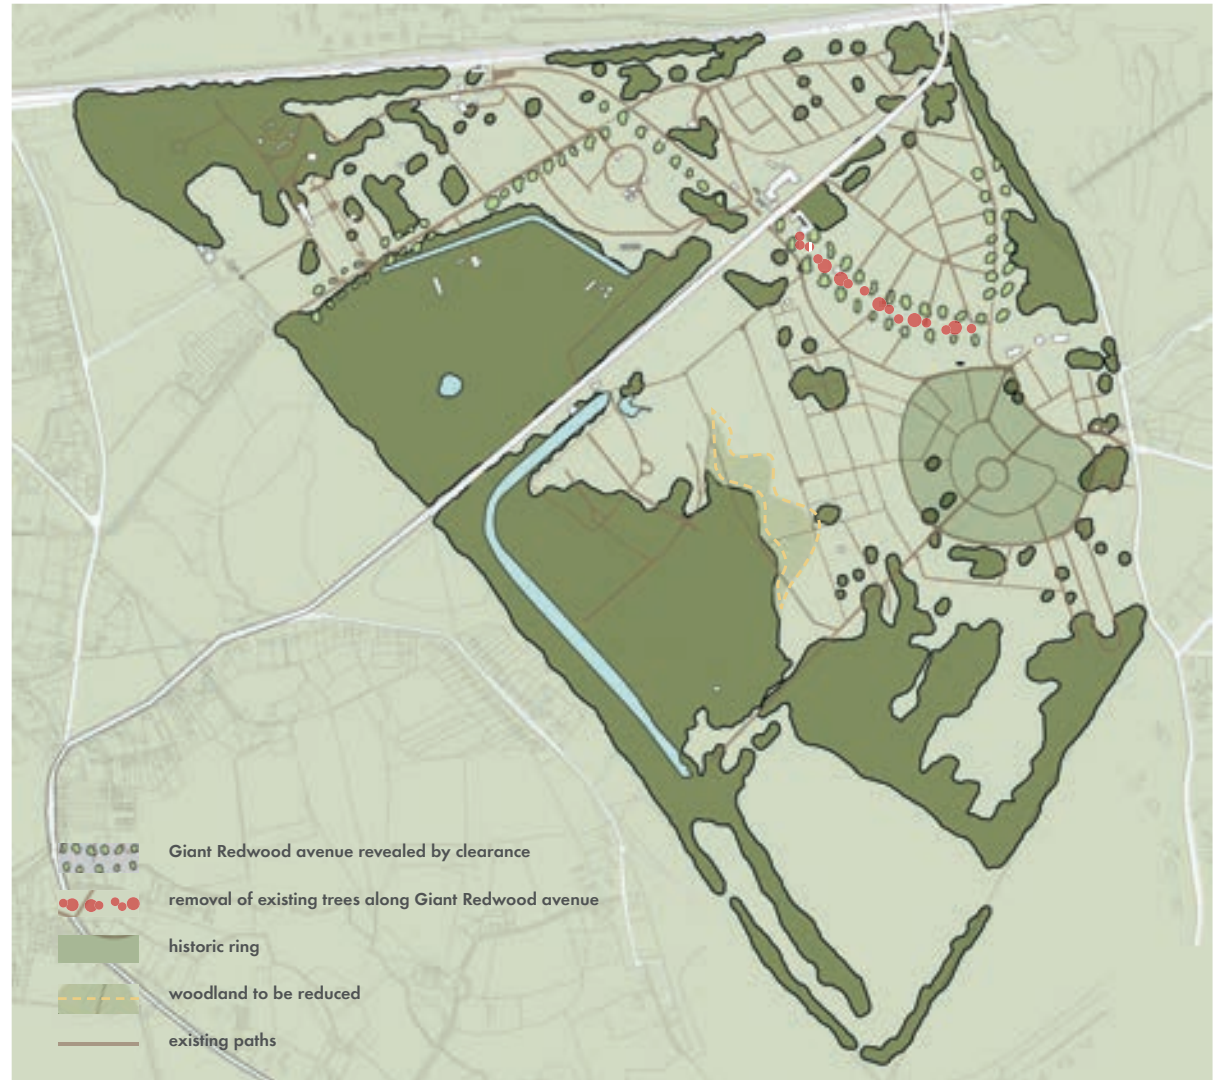 Giant Redwood avenue revealed by clearance
removal of existing trees along Giant Redwood avenue
historic ring
woodland to be reduced
existing paths